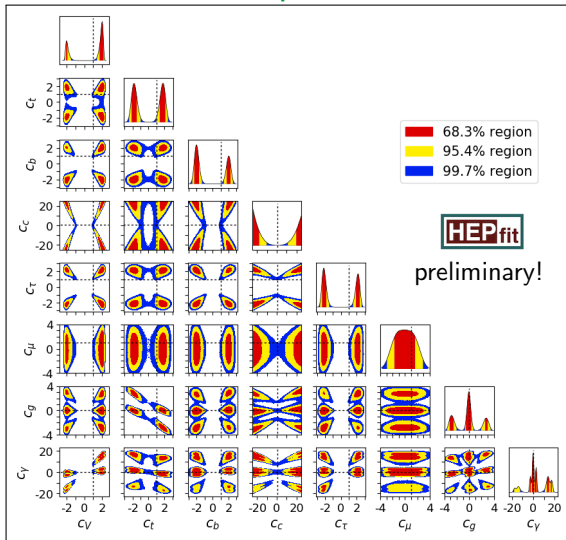 c_t
2
0
-2
c_b
2
0
-2
c_c
20
0
-20
c_τ
2
0
-2
c_μ
4
0
-4
c_g
4
0
-4
c_γ
20
0
-20
-2 0 2
c_V
-2 0 2
c_t
-2 0 2
c_b
-20 0 20
c_c
-2 0 2
c_τ
-4 0 4
c_μ
-4 0 4
c_g
-20 0 20
c_γ
68.3% region
95.4% region
99.7% region
HEPfit
preliminary!